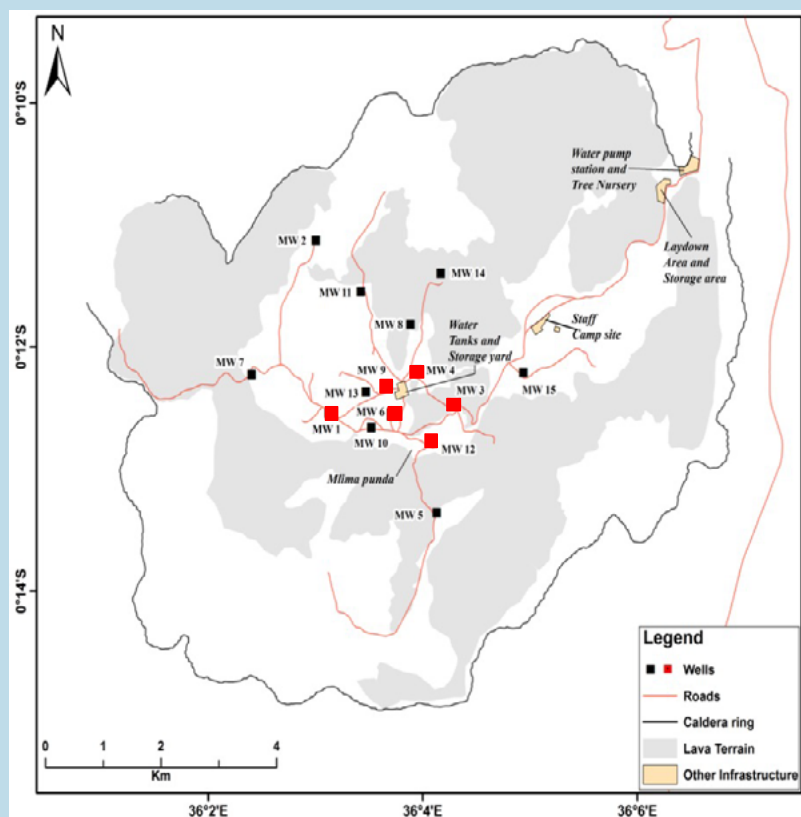 N
0°10'S
Water pump
station and
Tree Nursery
MW 2
Laydown
Area and
Storage area
MW 14
MW 11
MW 8
Water
Tanks and
Storage yard
Staff
Camp site
0°12'S
MW 7
MW 9
MW 4
MW 13
MW 3
MW 15
MW 6
MW 1
MW 10
MW 12
Mlima punda
MW 5
0°14'S
Legend
Wells
Roads
Caldera ring
Lava Terrain
Other Infrastructure
0 1 2 4
Km
36°2'E
36°4'E
36°6'E